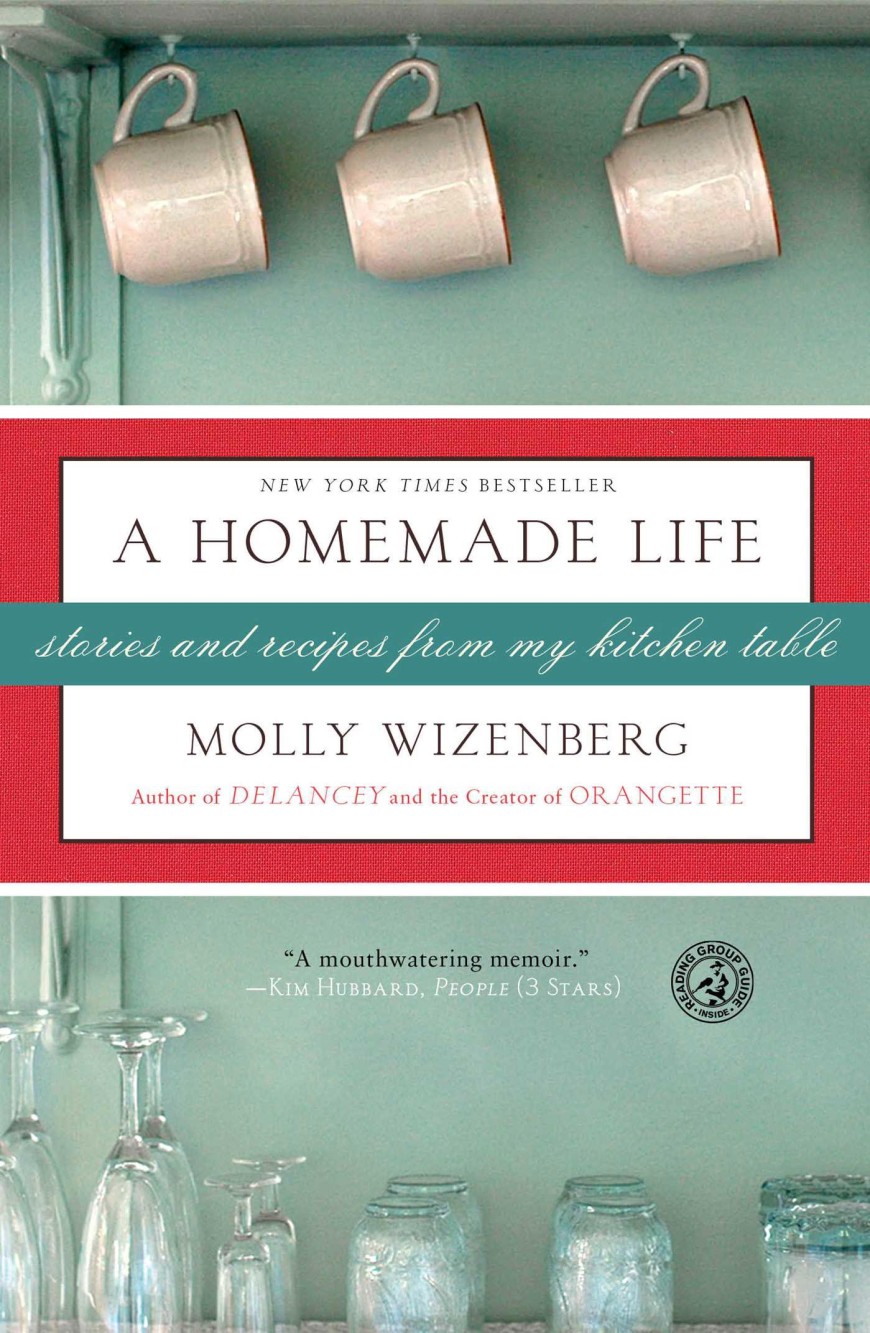 NEW YORK TIMES BESTSELLER
A HOMEMADE LIFE
stories and recipes from my kitchen table
MOLLY WIZENBERG
Author of DELANCEY and the Creator of ORANGETTE
“A mouthwatering memoir.”
—KIM HUBBARD, PEOPLE (3 STARS)
READING GROUP GUIDE
• INSIDE •